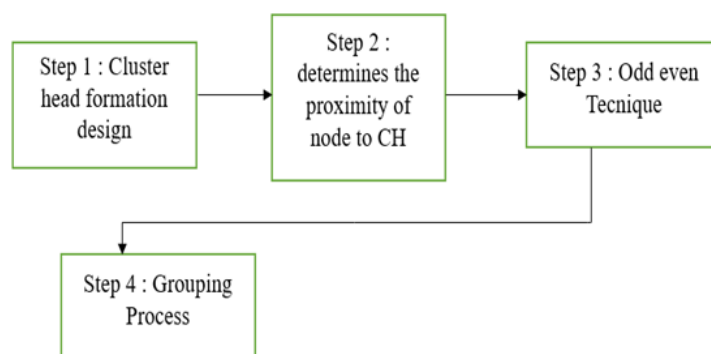 Step 1 : Cluster
head formation
design
Step 2 :
determines the
proximity of
node to CH
Step 3 : Odd even
Tecnique
Step 4 : Grouping
Process